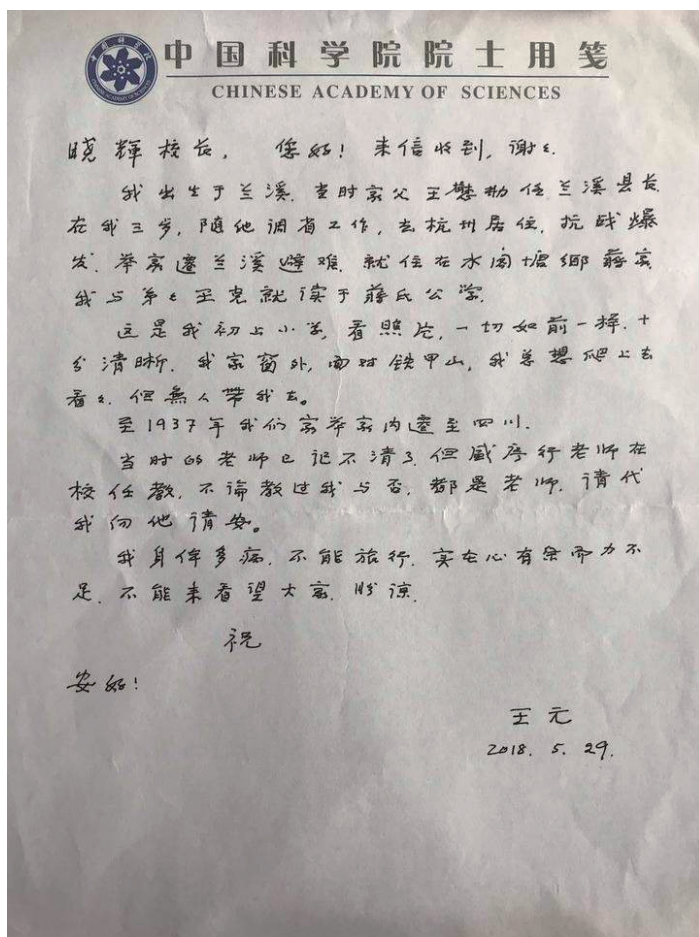 中国科学院院士用笺
CHINESE ACADEMY OF SCIENCES
晓辉校长， 您好！来信收到，谢々.
我出生于兰溪. 当时家父王懋勤任兰溪县长.
在我三岁，随他调省工作，去杭州居住. 抗战爆
发. 举家迁兰溪避难. 就住在水阁塘乡蒋家
我与弟々王克就读于蒋氏公学.
这是我初上小学，看照片，一切如前一样. 十
分清晰. 我家窗外，面对铁甲山，我总想爬上去
看々. 但無人带我去。
至1937年我们家举家内迁至四川.
当时的老师已记不清了. 但戚序行老师在
校任教. 不论教过我与否，都是老师. 请代
我向他请安。
我身体多病. 不能旅行. 实在心有余而力不
足. 不能来看望大家. 盼谅.
祝
安好！
王元
2018. 5. 29.